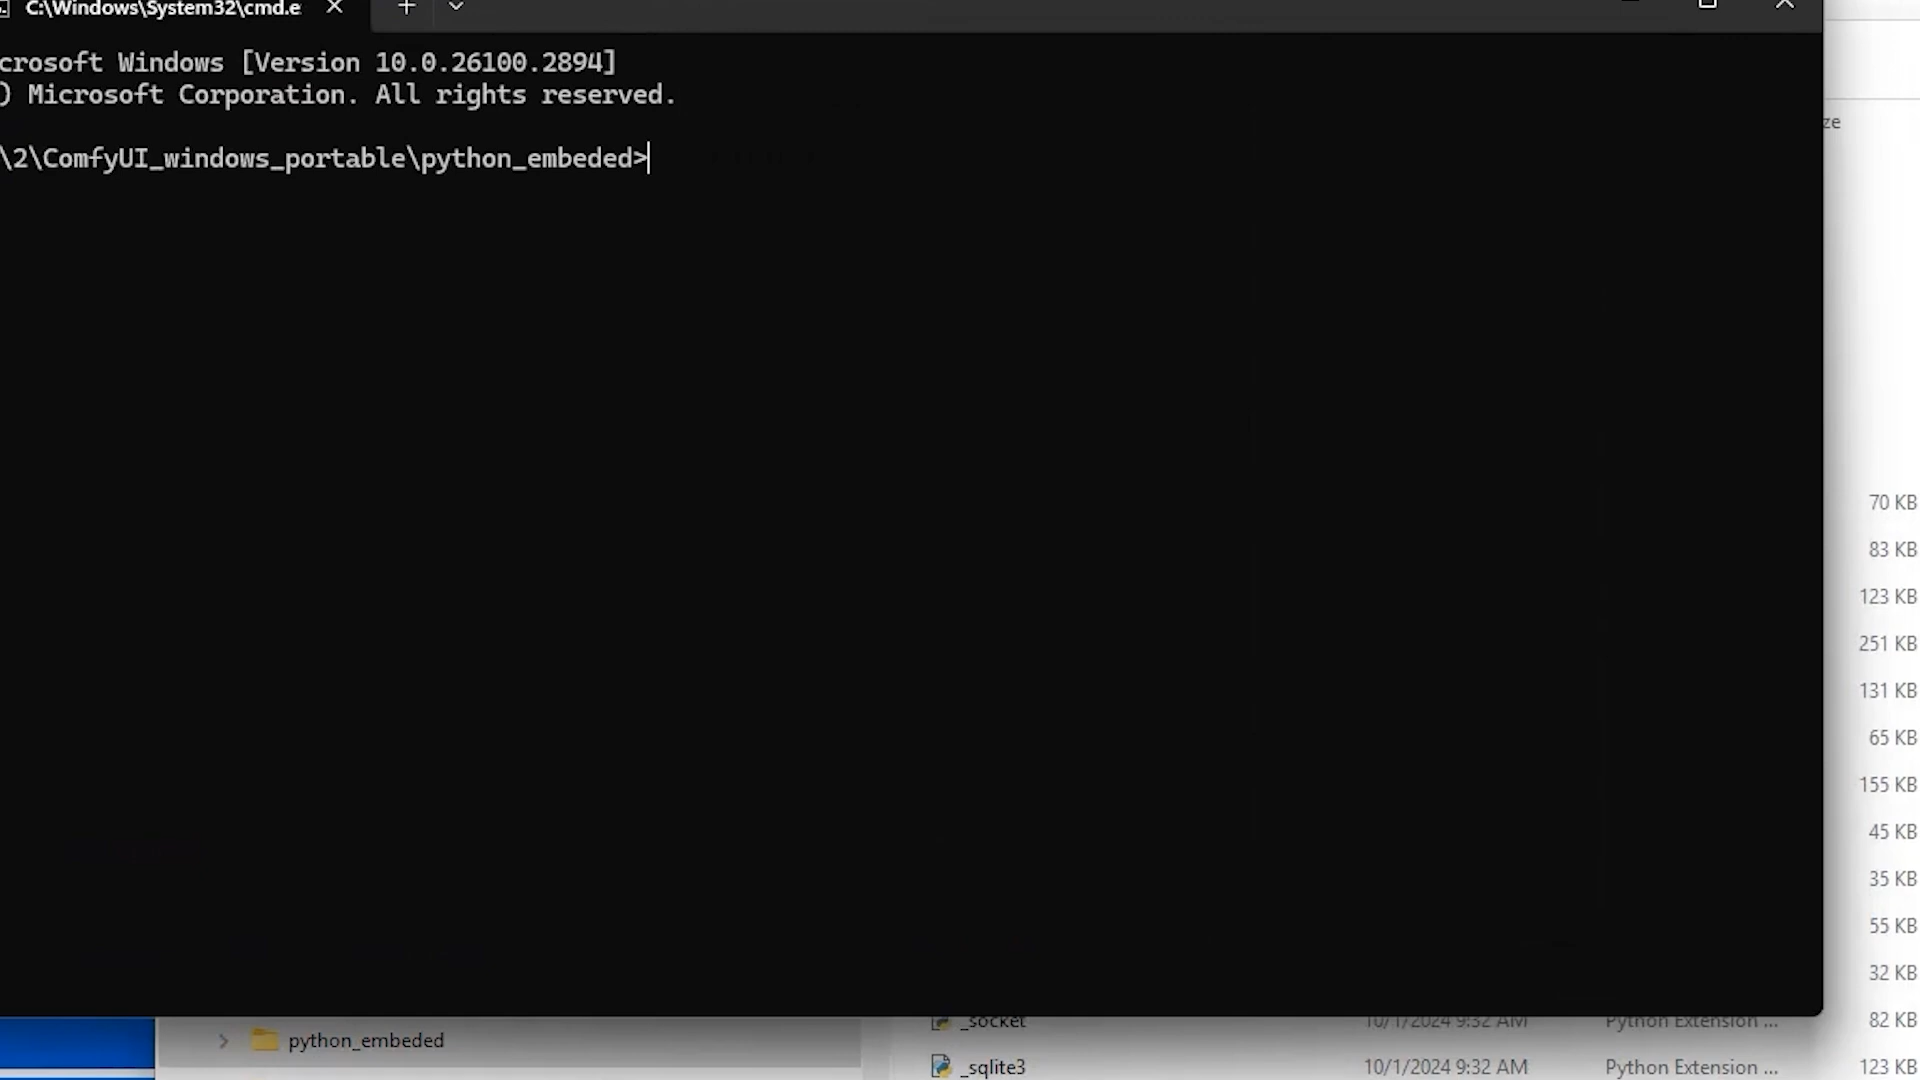 C:\Windows\System32\cmd.e
crosoft Windows [Version 10.0.26100.2894]
) Microsoft Corporation. All rights reserved.
\2\ComfyUI_windows_portable\python_embeded>
ze
70 KB
83 KB
123 KB
251 KB
131 KB
65 KB
155 KB
45 KB
35 KB
55 KB
32 KB
_socket 10/1/2024 9:32 AM Python Extension ... 82 KB
python_embeded
_sqlite3 10/1/2024 9:32 AM Python Extension ... 123 KB